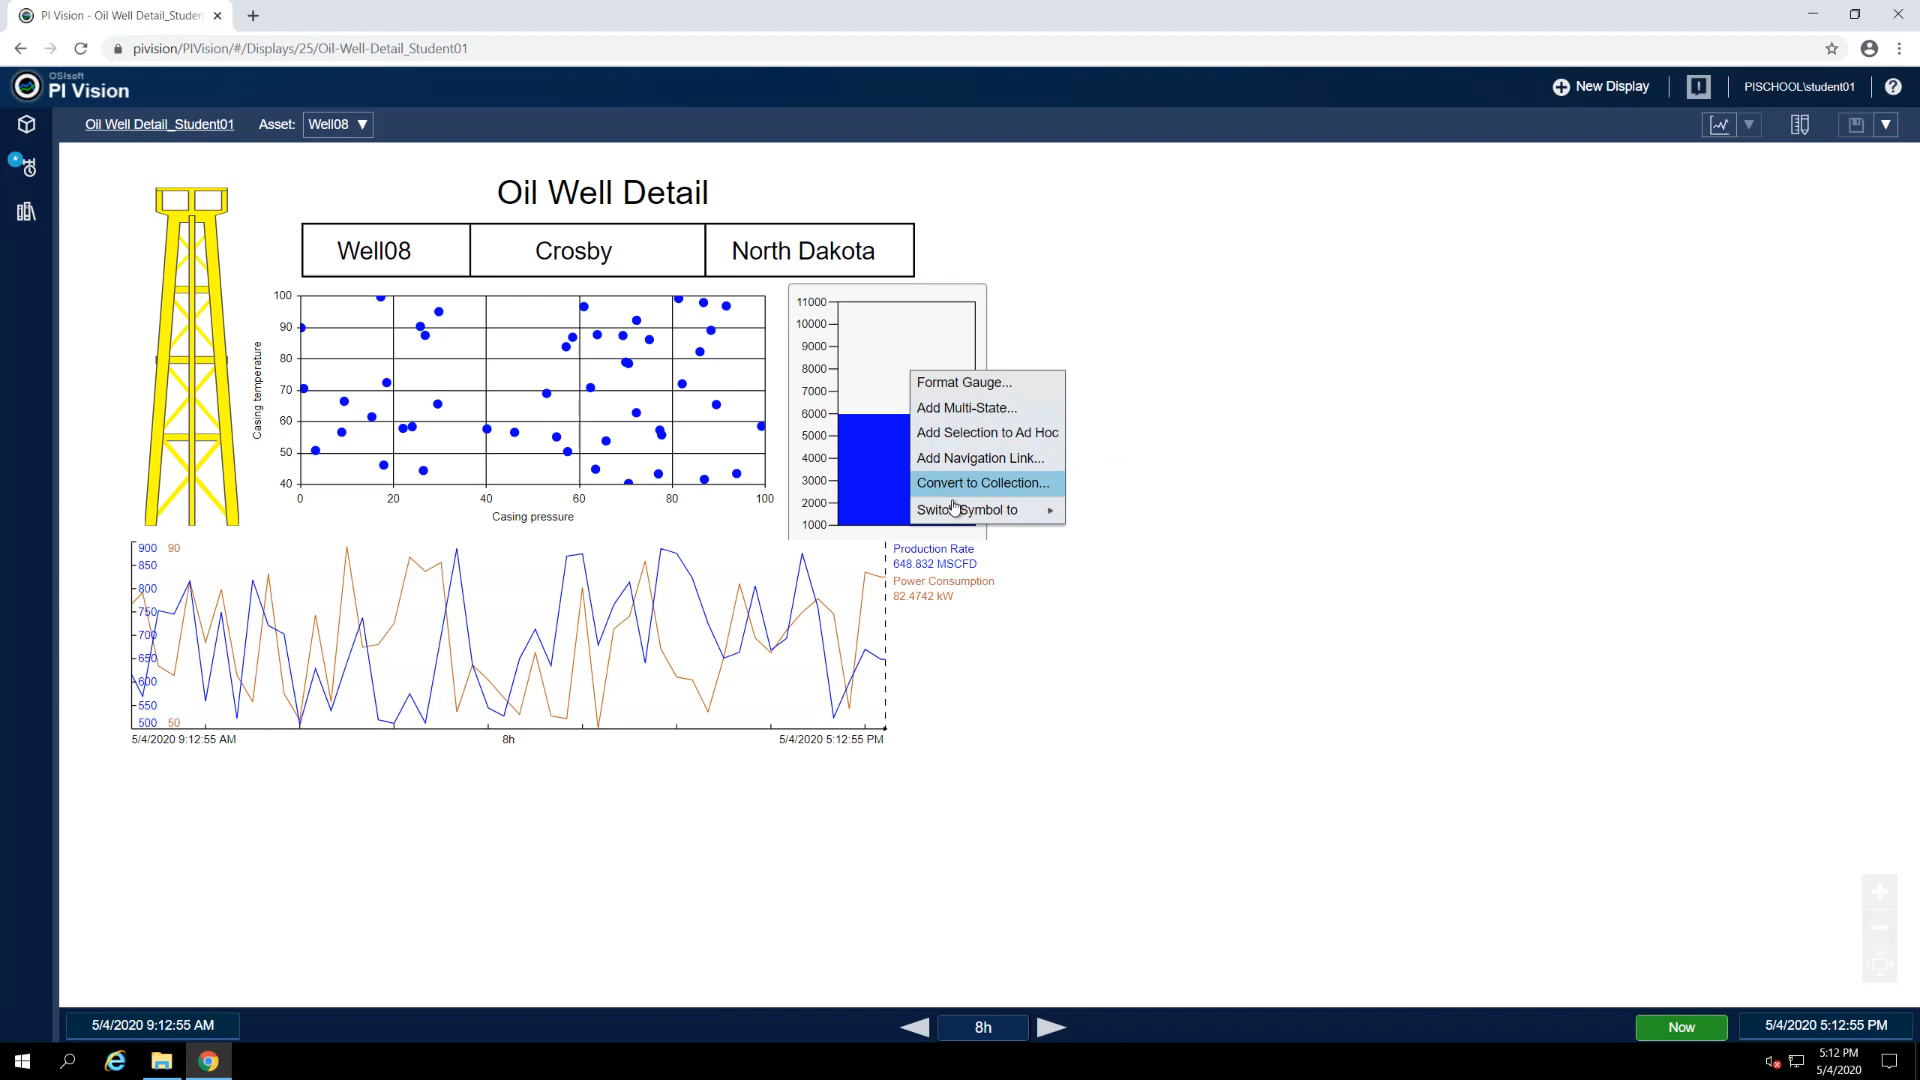 PI Vision - Oil Well Detail_Studen
pivision/PIVision/#/Displays/25/Oil-Well-Detail_Student01
OSIsoft
PI Vision
New Display
PISCHOOL\student01
Oil Well Detail_Student01
Asset: Well08
Oil Well Detail
Well08
Crosby
North Dakota
100
90
80
70
60
50
40
0
20
40
60
80
100
Casing temperature
Casing pressure
11000
10000
9000
8000
7000
6000
5000
4000
3000
2000
1000
Format Gauge...
Add Multi-State...
Add Selection to Ad Hoc
Add Navigation Link...
Convert to Collection...
Switch Symbol to
900 90
850
800
750
700
650
600
550
500 50
Production Rate
648.832 MSCFD
Power Consumption
82.4742 kW
5/4/2020 9:12:55 AM
8h
5/4/2020 5:12:55 PM
5/4/2020 9:12:55 AM
8h
Now
5/4/2020 5:12:55 PM
5:12 PM
5/4/2020